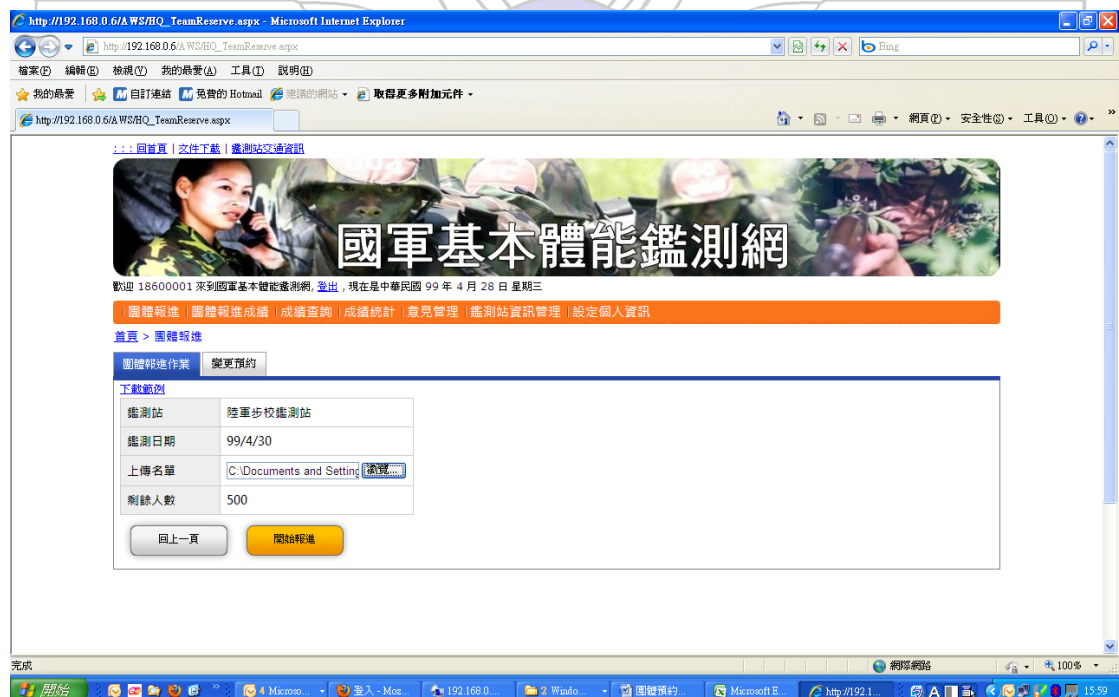 http://192.168.0.6/AWS/HQ_TeamReserve.aspx - Microsoft Internet Explorer
http://192.168.0.6/AWS/HQ_TeamReserve.aspx
Bing
檔案(F) 編輯(E) 檢視(V) 我的最愛(A) 工具(T) 說明(H)
我的最愛 自訂連結 免費的 Hotmail 建議的網站 取得更多附加元件
http://192.168.0.6/AWS/HQ_TeamReserve.aspx
網頁(P) 安全性(S) 工具(O)
: : : 回首頁 | 文件下載 | 鑑測站交通資訊
國軍基本體能鑑測網
歡迎 18600001 來到國軍基本體能鑑測網, 登出 , 現在是中華民國 99 年 4 月 28 日 星期三
|團體報進 |團體報進成績 |成績查詢 |成績統計 |意見管理 |鑑測站資訊管理 |設定個人資訊
首頁 > 團體報進
團體報進作業 變更預約
下載範例
鑑測站 陸軍步校鑑測站
鑑測日期 99/4/30
上傳名單 C:\Documents and Setting 瀏覽...
剩餘人數 500
回上一頁 開始報進
完成 網際網路 100%
開始 4 Microso... 登入 - Moz... 192.168.0.... 2 Windo... 團體預約... Microsoft E... http://192.1... A 15:59